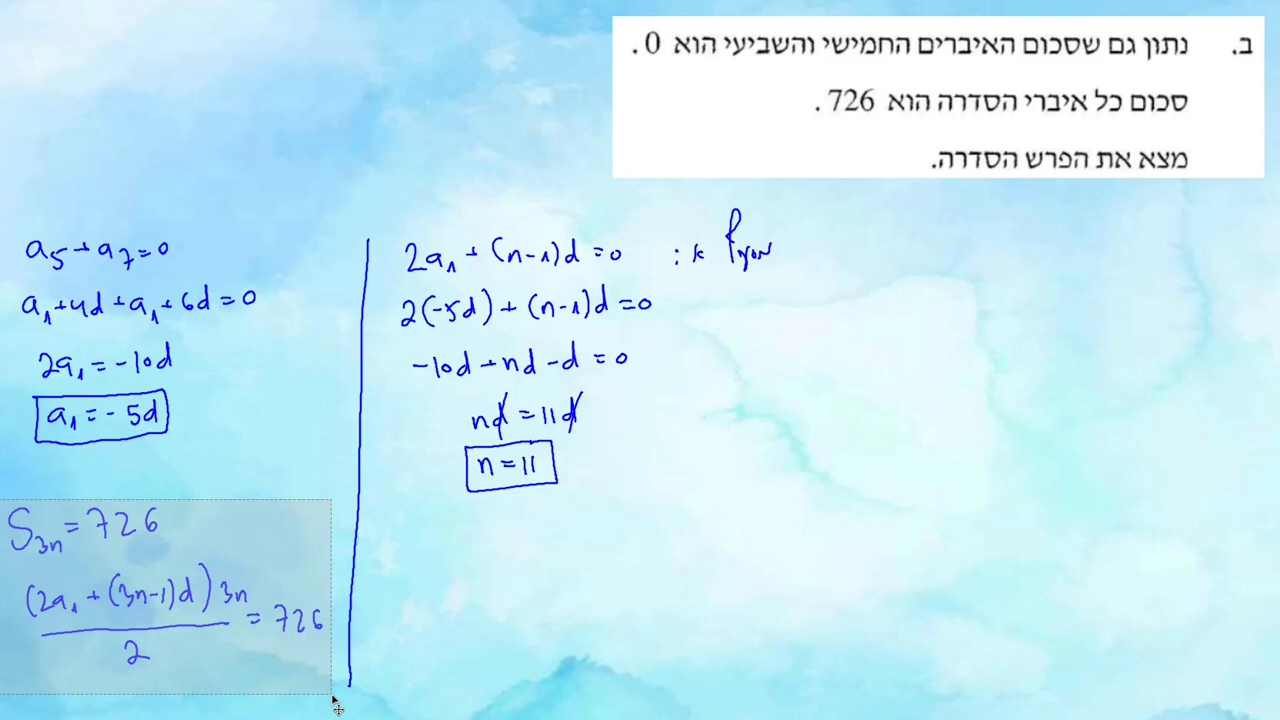 ב. נתון גם שסכום האיברים החמישי והשביעי הוא 0.
סכום כל איברי הסדרה הוא 726.
מצא את הפרש הסדרה.
a₅ + a₇ = 0
a₁ + 4d + a₁ + 6d = 0
2a₁ = -10d
a₁ = -5d
S₃ₙ = 726
(2a₁ + (3n-1)d)3n
= 726
2
2a₁ + (n-1)d = 0 : א
2(-5d) + (n-1)d = 0
-10d + nd - d = 0
nd = 11d
n = 11